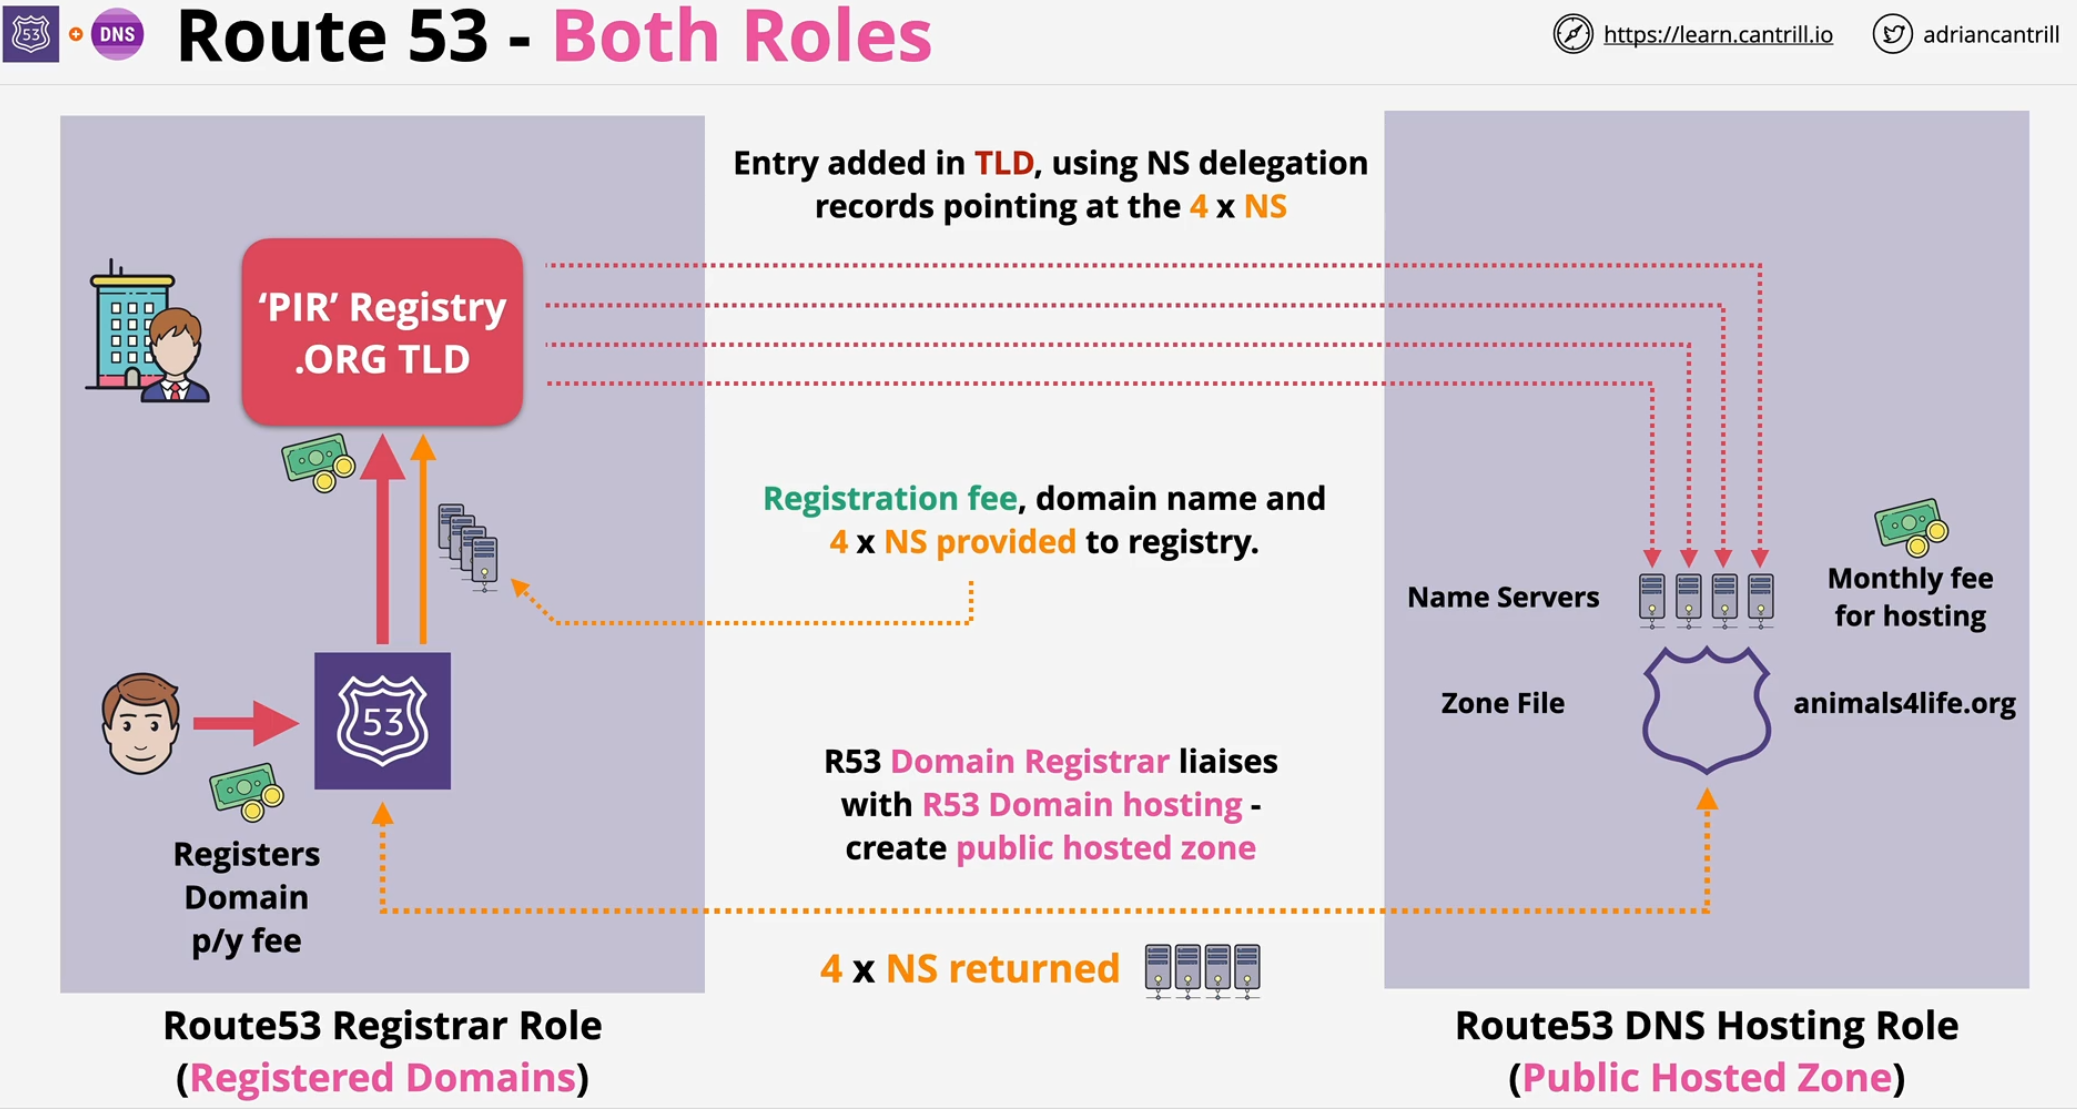 53
DNS
Route 53 - Both Roles
https://learn.cantrill.io
adriancantrill
Entry added in TLD, using NS delegation
records pointing at the 4 x NS
‘PIR’ Registry
.ORG TLD
Registration fee, domain name and
4 x NS provided to registry.
Name Servers
Monthly fee
for hosting
53
Zone File
animals4life.org
R53 Domain Registrar liaises
with R53 Domain hosting -
create public hosted zone
Registers
Domain
p/y fee
4 x NS returned
Route53 Registrar Role
(Registered Domains)
Route53 DNS Hosting Role
(Public Hosted Zone)